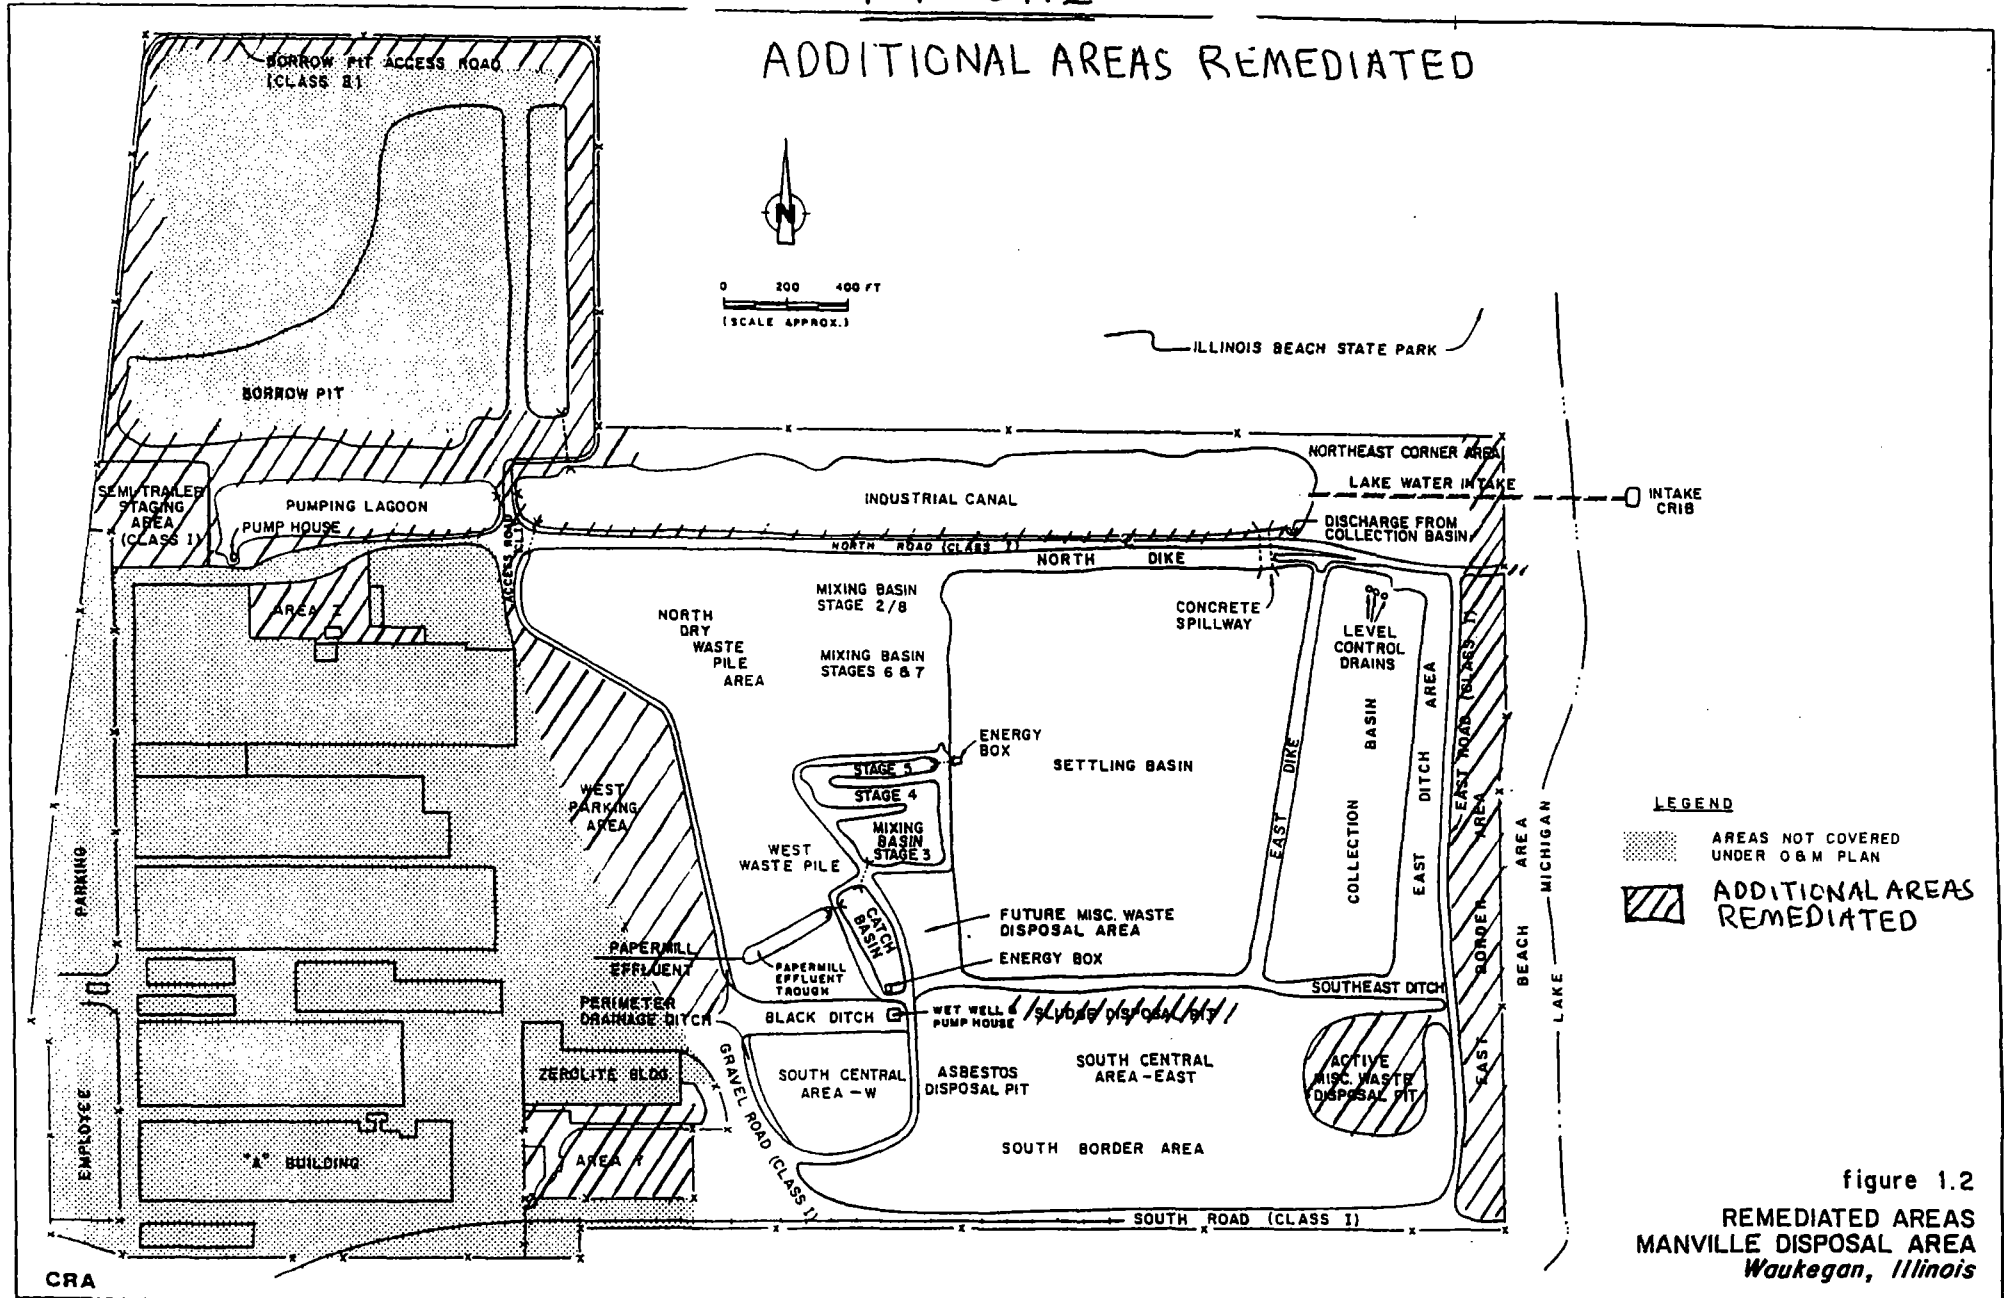 ADDITIONAL AREAS REMEDIATED
BORROW PIT ACCESS ROAD
(CLASS II)
N
0 200 400 FT
(SCALE APPROX.)
ILLINOIS BEACH STATE PARK
BORROW PIT
NORTHEAST CORNER AREA
LAKE WATER INTAKE
INTAKE
CRIB
SEMI-TRAILER
STAGING
AREA
(CLASS I)
PUMPING LAGOON
PUMP HOUSE
INDUSTRIAL CANAL
DISCHARGE FROM
COLLECTION BASIN
ACCESS ROAD
NORTH ROAD (CLASS I)
NORTH DIKE
AREA Z
NORTH
DRY
WASTE
PILE
AREA
MIXING BASIN
STAGE 2/8
MIXING BASIN
STAGES 6 & 7
CONCRETE
SPILLWAY
LEVEL
CONTROL
DRAINS
ENERGY
BOX
SETTLING BASIN
STAGE 5
STAGE 4
MIXING
BASIN
STAGE 3
WEST
PARKING
AREA
WEST
WASTE PILE
EAST DIKE
COLLECTION BASIN
EAST DITCH AREA
EAST ROAD (CLASS I)
EAST BORDER AREA
BEACH AREA
LAKE MICHIGAN
LEGEND
AREAS NOT COVERED
UNDER O & M PLAN
ADDITIONAL AREAS
REMEDIATED
EMPLOYEE PARKING
CATCH
BASIN
FUTURE MISC. WASTE
DISPOSAL AREA
ENERGY BOX
PAPERMILL
EFFLUENT
PAPERMILL
EFFLUENT
TROUGH
PERIMETER
DRAINAGE DITCH
BLACK DITCH
WET WELL &
PUMP HOUSE
SLUDGE DISPOSAL PIT
SOUTHEAST DITCH
ZEROLITE BLDG.
GRAVEL ROAD (CLASS I)
SOUTH CENTRAL
AREA - W
ASBESTOS
DISPOSAL PIT
SOUTH CENTRAL
AREA - EAST
ACTIVE
MISC. WASTE
DISPOSAL PIT
SOUTH BORDER AREA
"A" BUILDING
AREA Y
SOUTH ROAD (CLASS I)
CRA
figure 1.2
REMEDIATED AREAS
MANVILLE DISPOSAL AREA
Waukegan, Illinois